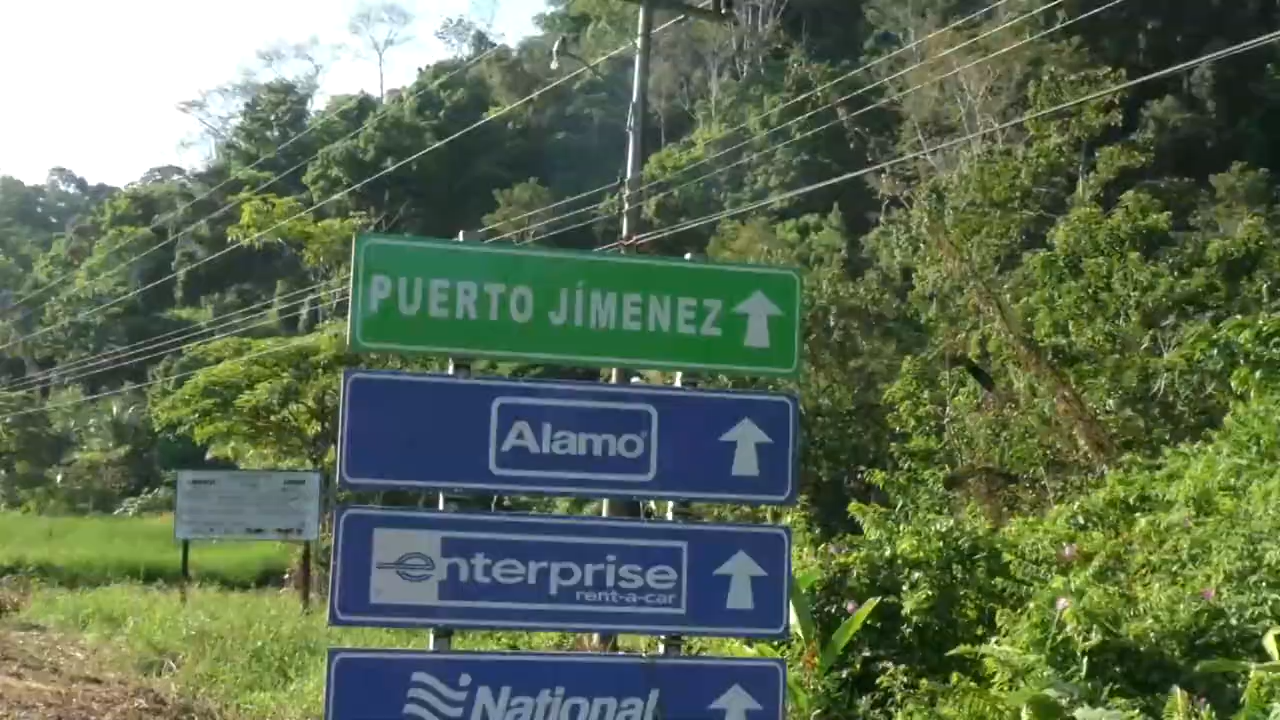 PUERTO JÍMENEZ
Alamo
enterprise
rent-a-car
National